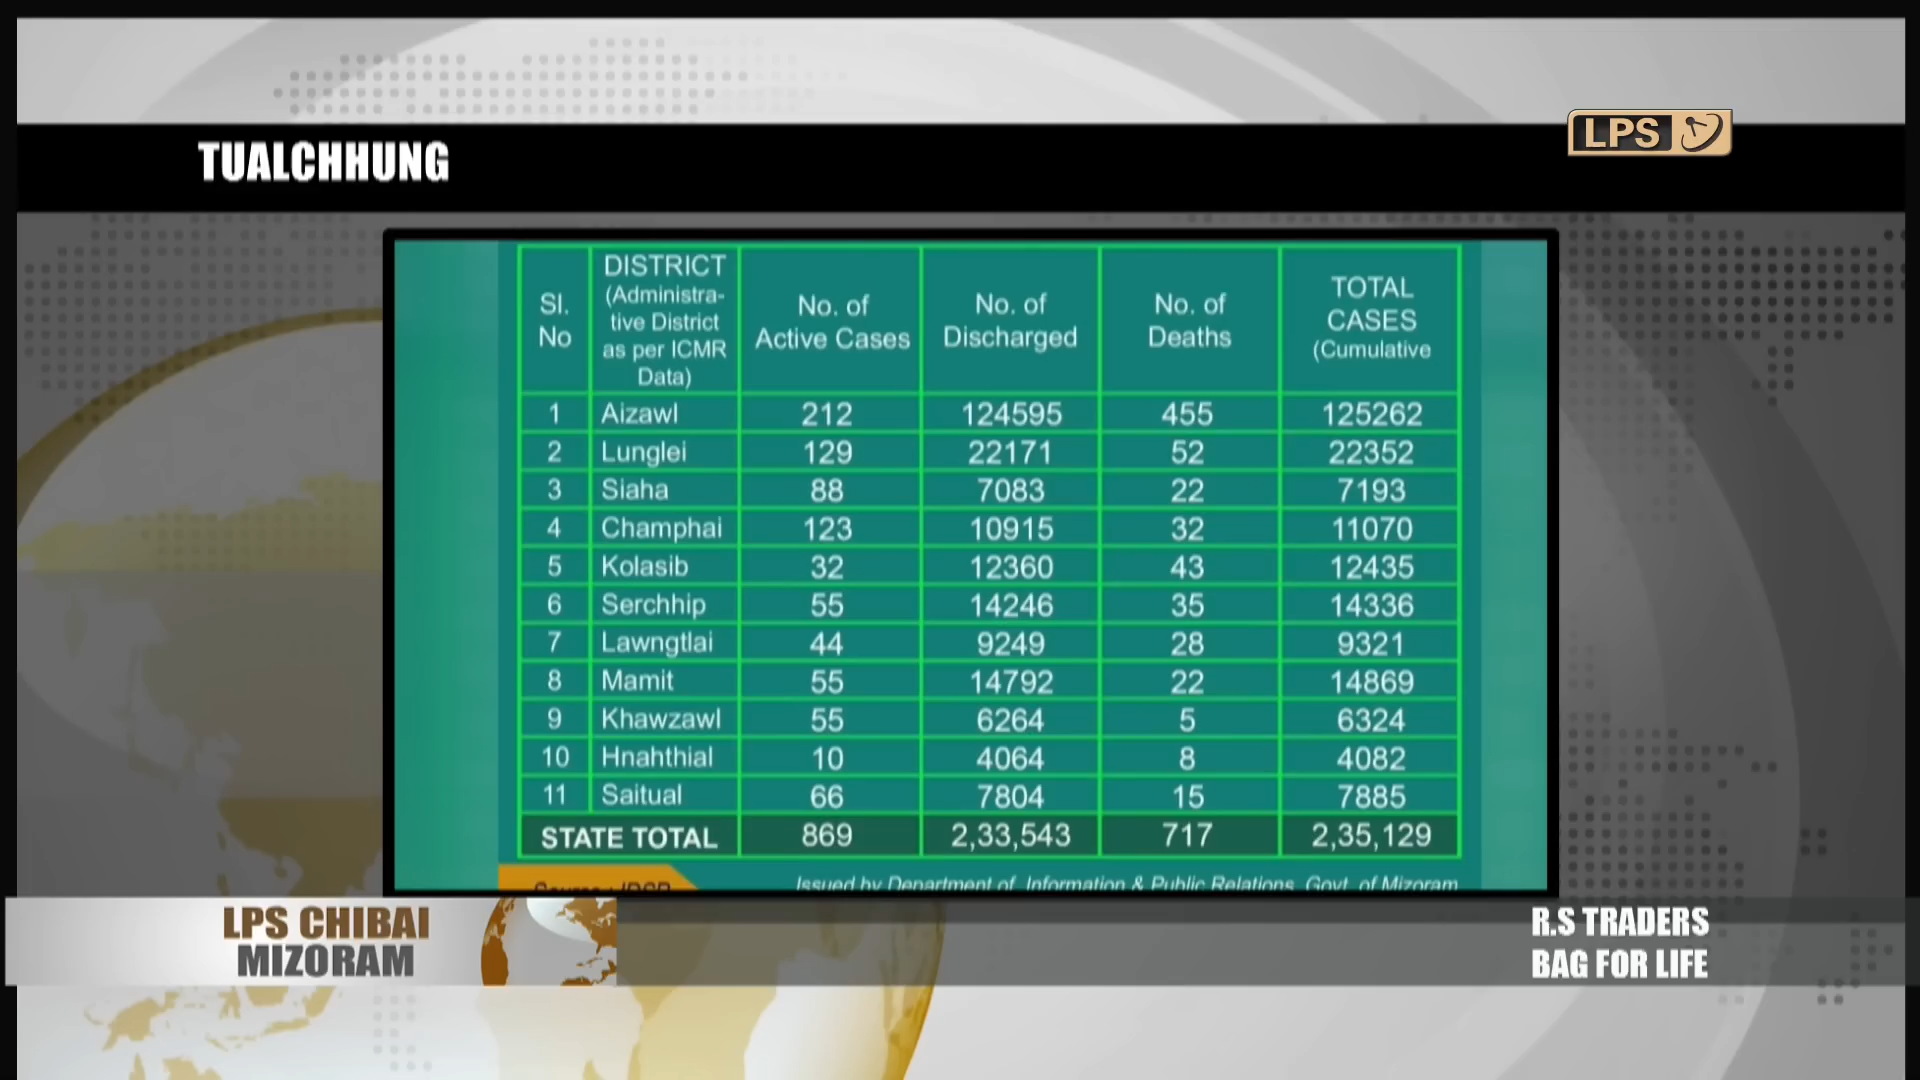 TUALCHHUNG
LPS
Sl. No | DISTRICT (Administra-tive District as per ICMR Data) | No. of Active Cases | No. of Discharged | No. of Deaths | TOTAL CASES (Cumulative
1 Aizawl 212 124595 455 125262
2 Lunglei 129 22171 52 22352
3 Siaha 88 7083 22 7193
4 Champhai 123 10915 32 11070
5 Kolasib 32 12360 43 12435
6 Serchhip 55 14246 35 14336
7 Lawngtlai 44 9249 28 9321
8 Mamit 55 14792 22 14869
9 Khawzawl 55 6264 5 6324
10 Hnahthial 10 4064 8 4082
11 Saitual 66 7804 15 7885
STATE TOTAL 869 2,33,543 717 2,35,129
Source : IDSP
Issued by Department of Information & Public Relations, Govt. of Mizoram
LPS CHIBAI
MIZORAM
R.S TRADERS
BAG FOR LIFE